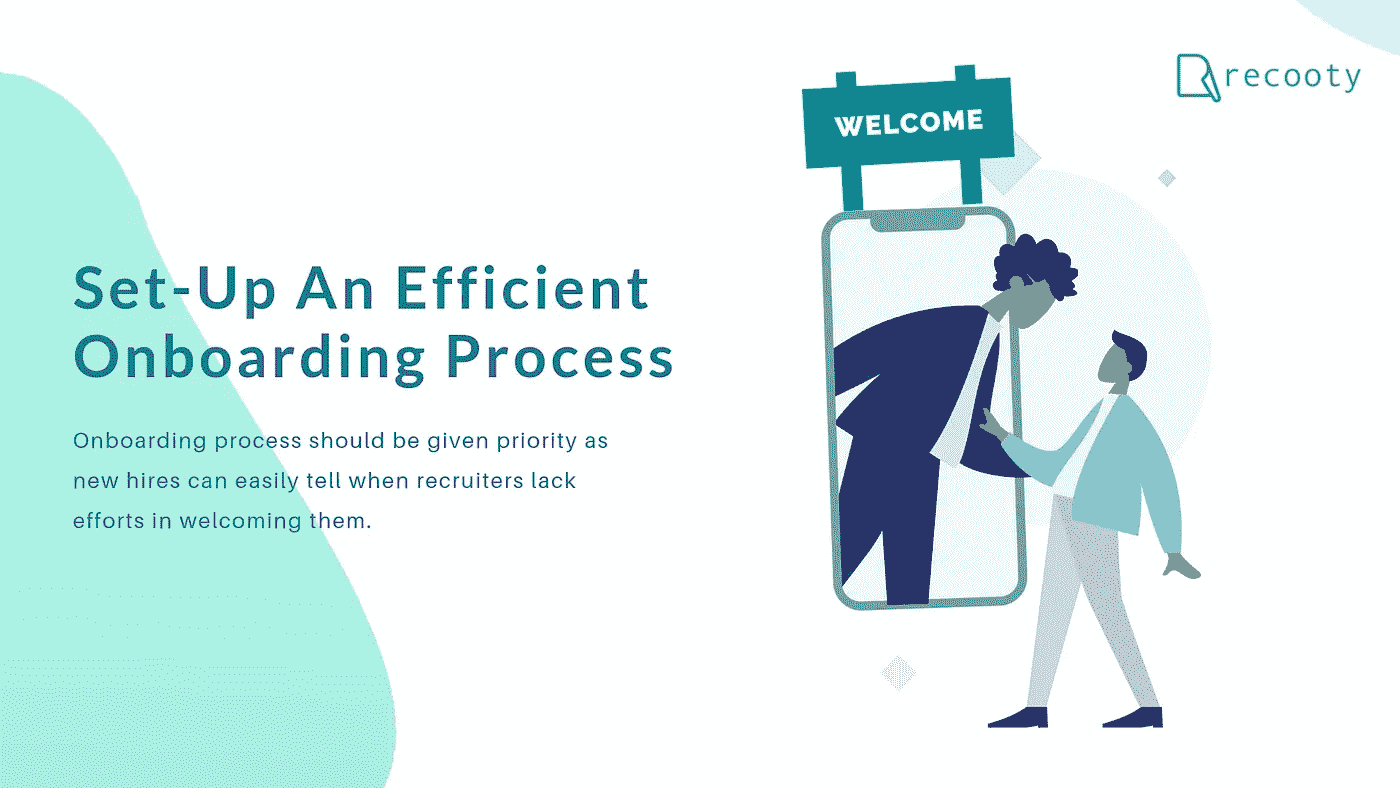 recooty
WELCOME
Set-Up An Efficient
Onboarding Process
Onboarding process should be given priority as
new hires can easily tell when recruiters lack
efforts in welcoming them.